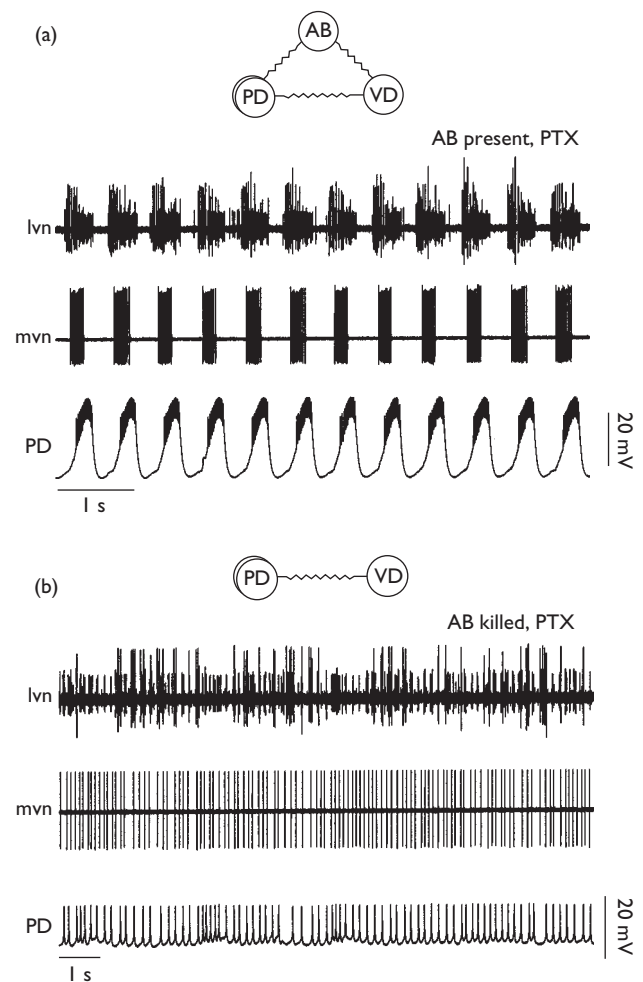 (a)
AB
PD
VD
AB present, PTX
lvn
mvn
PD
20 mV
1 s
(b)
PD
VD
AB killed, PTX
lvn
mvn
PD
20 mV
1 s